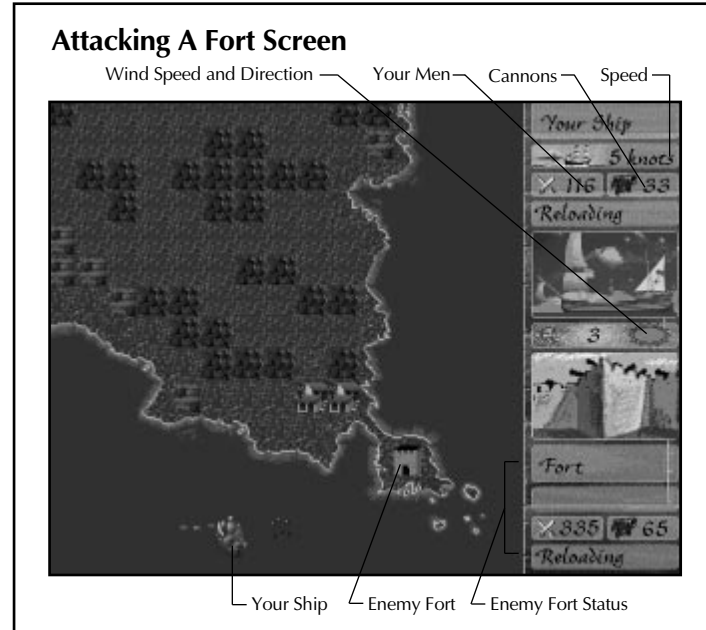 Attacking A Fort Screen
Wind Speed and Direction
Your Men
Cannons
Speed
Your Ship
5 knots
116
33
Reloading
3
Fort
335
65
Reloading
Your Ship
Enemy Fort
Enemy Fort Status